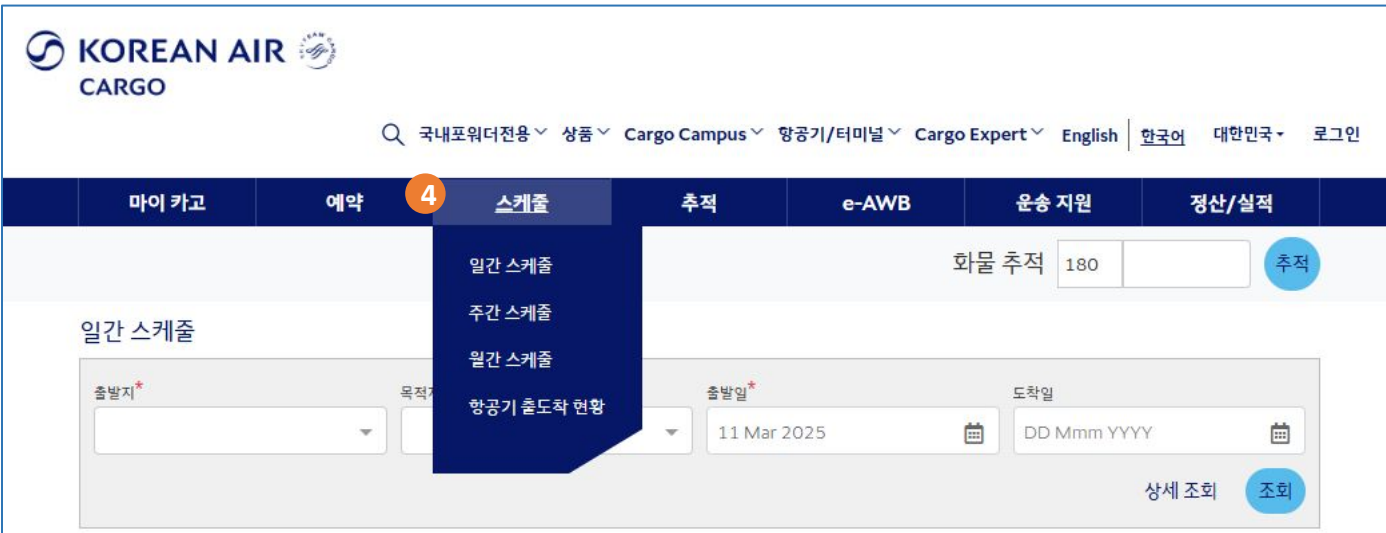 KOREAN AIR
CARGO
국내포워더전용 상품 Cargo Campus 항공기/터미널 Cargo Expert English 한국어 대한민국 로그인
마이 카고 예약 4 스케줄 추적 e-AWB 운송 지원 정산/실적
일간 스케줄
주간 스케줄
월간 스케줄
항공기 출도착 현황
화물 추적 180 추적
일간 스케줄
출발지* 출발일* 도착일
11 Mar 2025 DD Mmm YYYY
상세 조회 조회